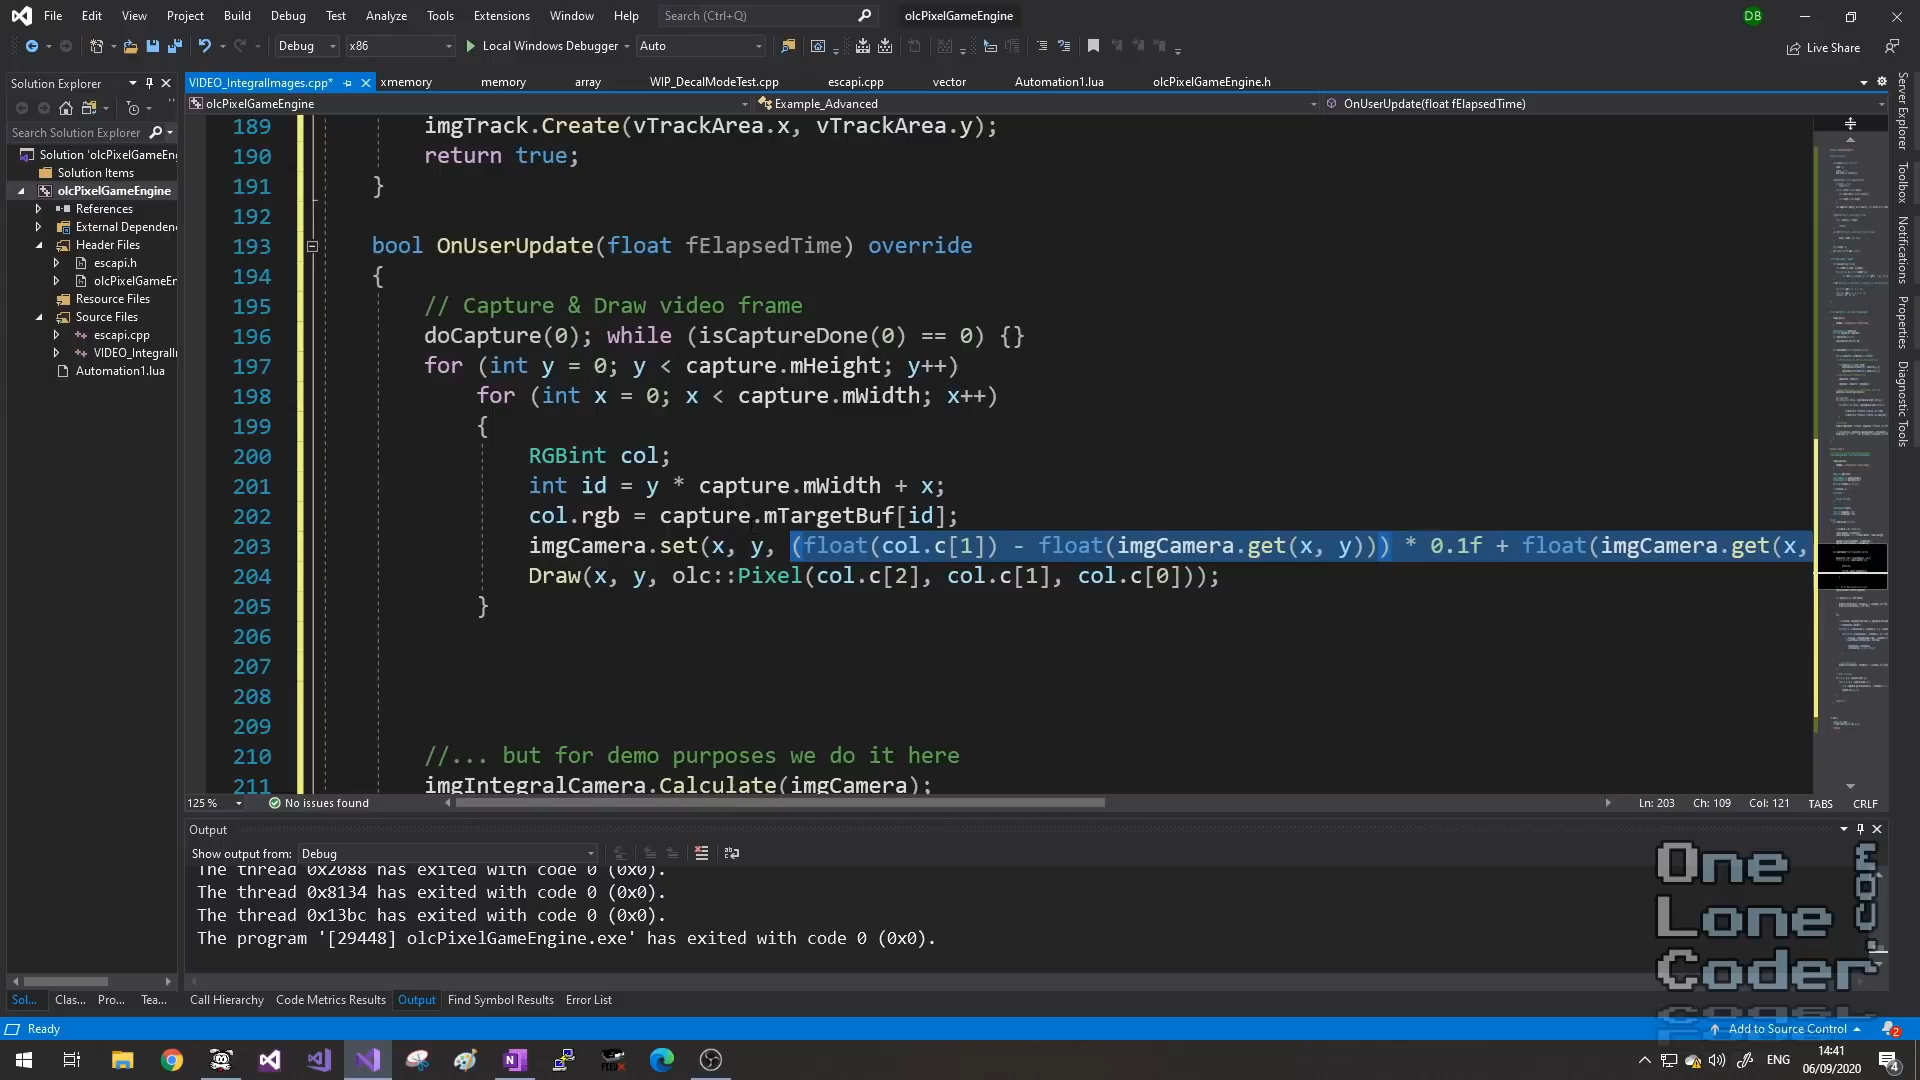 File Edit View Project Build Debug Test Analyze Tools Extensions Window Help Search (Ctrl+Q) olcPixelGameEngine DB
Debug x86 Local Windows Debugger Auto Live Share
Solution Explorer
VIDEO_IntegralImages.cpp* xmemory memory array WIP_DecalModeTest.cpp escapi.cpp vector Automation1.lua olcPixelGameEngine.h
olcPixelGameEngine Example_Advanced OnUserUpdate(float fElapsedTime)
Search Solution Explorer
Solution 'olcPixelGameEng
Solution Items
olcPixelGameEngine
References
External Dependen
Header Files
escapi.h
olcPixelGameEr
Resource Files
Source Files
escapi.cpp
VIDEO_IntegralI
Automation1.lua
189 imgTrack.Create(vTrackArea.x, vTrackArea.y);
190 return true;
191 }
192
193 bool OnUserUpdate(float fElapsedTime) override
194 {
195 // Capture & Draw video frame
196 doCapture(0); while (isCaptureDone(0) == 0) {}
197 for (int y = 0; y < capture.mHeight; y++)
198 for (int x = 0; x < capture.mWidth; x++)
199 {
200 RGBint col;
201 int id = y * capture.mWidth + x;
202 col.rgb = capture.mTargetBuf[id];
203 imgCamera.set(x, y, (float(col.c[1]) - float(imgCamera.get(x, y))) * 0.1f + float(imgCamera.get(x,
204 Draw(x, y, olc::Pixel(col.c[2], col.c[1], col.c[0]));
205 }
206
207
208
209
210 //... but for demo purposes we do it here
211 imgIntegralCamera.Calculate(imgCamera);
125 % No issues found Ln: 203 Ch: 109 Col: 121 TABS CRLF
Server Explorer
Toolbox
Notifications
Properties
Diagnostic Tools
Output
Show output from: Debug
The thread 0x2088 has exited with code 0 (0x0).
The thread 0x8134 has exited with code 0 (0x0).
The thread 0x13bc has exited with code 0 (0x0).
The program '[29448] olcPixelGameEngine.exe' has exited with code 0 (0x0).
One
Lone
Coder
Sol... Clas... Pro... Tea... Call Hierarchy Code Metrics Results Output Find Symbol Results Error List
Ready Add to Source Control 2
ENG 14:41
06/09/2020 4